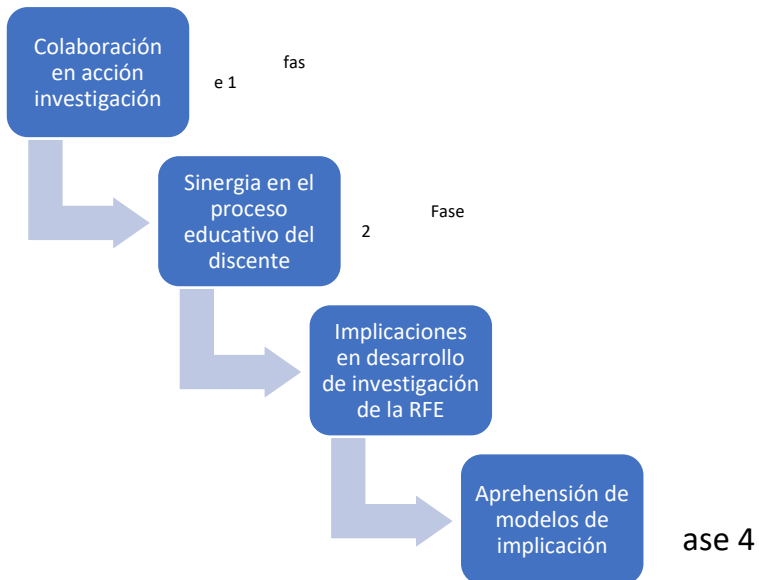 Colaboración
en acción
investigación
fas
e 1
Sinergia en el
proceso
educativo del
discente
Fase
2
Implicaciones
en desarrollo
de investigación
de la RFE
Aprehensión de
modelos de
implicación
ase 4